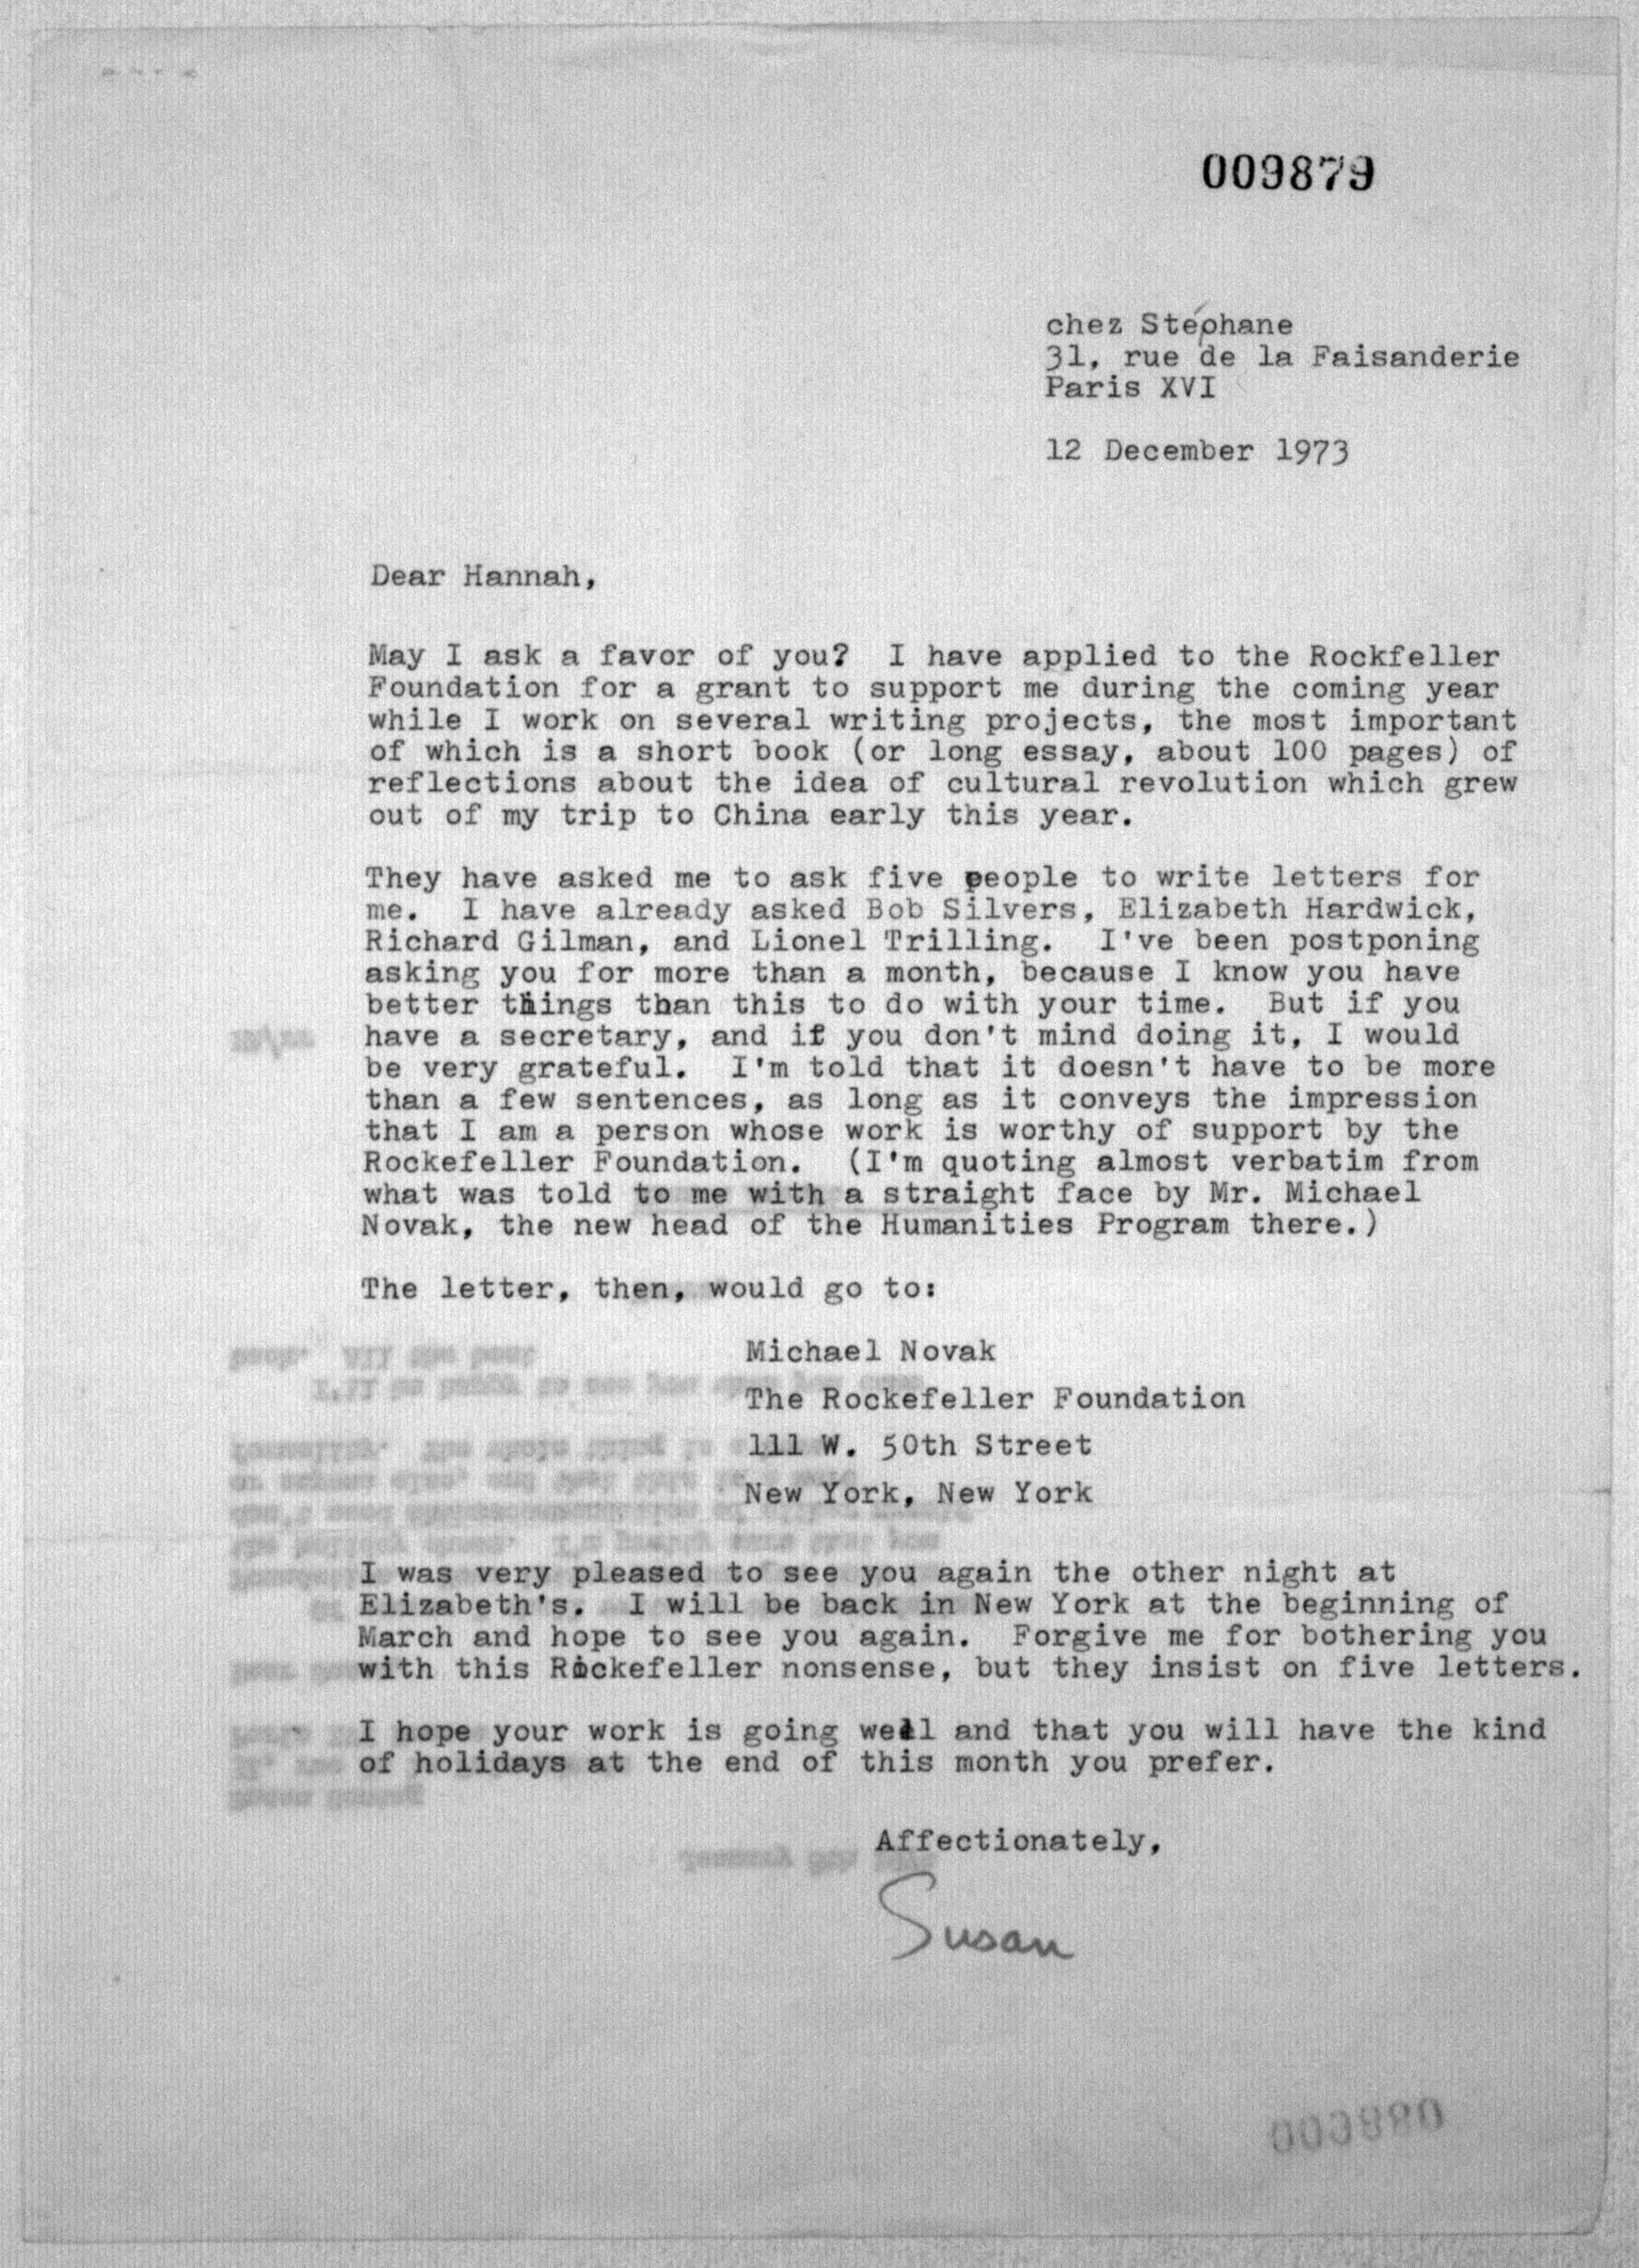 009879
chez Stéphane
31, rue de la Faisanderie
Paris XVI
12 December 1973
Dear Hannah,
May I ask a favor of you?  I have applied to the Rockfeller
Foundation for a grant to support me during the coming year
while I work on several writing projects, the most important
of which is a short book (or long essay, about 100 pages) of
reflections about the idea of cultural revolution which grew
out of my trip to China early this year.
They have asked me to ask five people to write letters for
me.  I have already asked Bob Silvers, Elizabeth Hardwick,
Richard Gilman, and Lionel Trilling.  I've been postponing
asking you for more than a month, because I know you have
better things than this to do with your time.  But if you
have a secretary, and if you don't mind doing it, I would
be very grateful.  I'm told that it doesn't have to be more
than a few sentences, as long as it conveys the impression
that I am a person whose work is worthy of support by the
Rockefeller Foundation.  (I'm quoting almost verbatim from
what was told to me with a straight face by Mr. Michael
Novak, the new head of the Humanities Program there.)
The letter, then, would go to:
Michael Novak
The Rockefeller Foundation
111 W. 50th Street
New York, New York
I was very pleased to see you again the other night at
Elizabeth's.  I will be back in New York at the beginning of
March and hope to see you again.  Forgive me for bothering you
with this Rockefeller nonsense, but they insist on five letters.
I hope your work is going well and that you will have the kind
of holidays at the end of this month you prefer.
Affectionately,
Susan